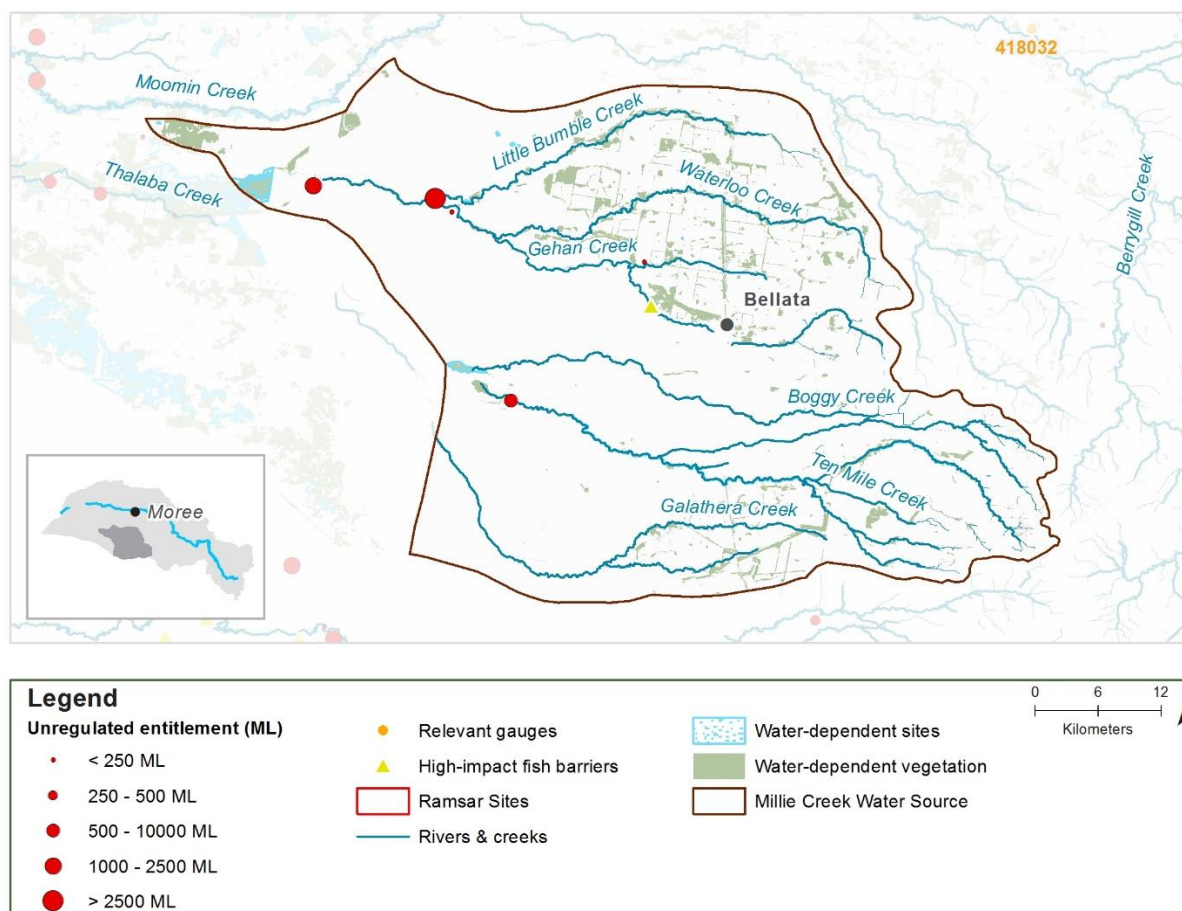 418032
Moomin Creek
Little Bumble Creek
Thalaba Creek
Waterloo Creek
Berrygill Creek
Gehan Creek
Bellata
Boggy Creek
Ten Mile Creek
Galathera Creek
Moree
Legend
Unregulated entitlement (ML)
< 250 ML
250 - 500 ML
500 - 10000 ML
1000 - 2500 ML
> 2500 ML
Relevant gauges
High-impact fish barriers
Ramsar Sites
Rivers & creeks
Water-dependent sites
Water-dependent vegetation
Millie Creek Water Source
0 6 12
Kilometers